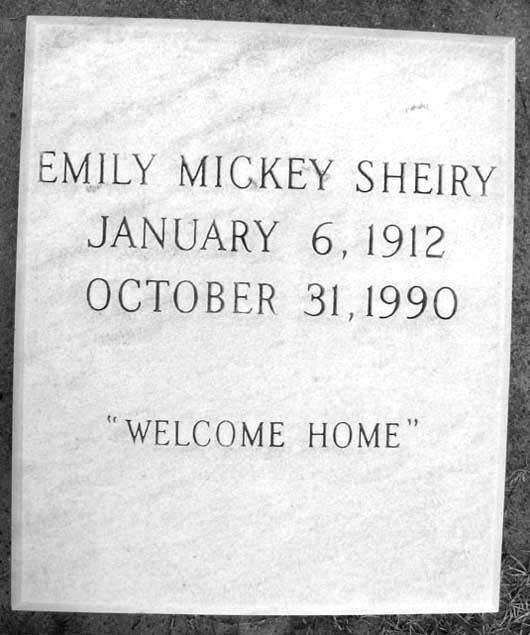 EMILY MICKEY SHEIRY
JANUARY 6, 1912
OCTOBER 31, 1990
"WELCOME HOME"